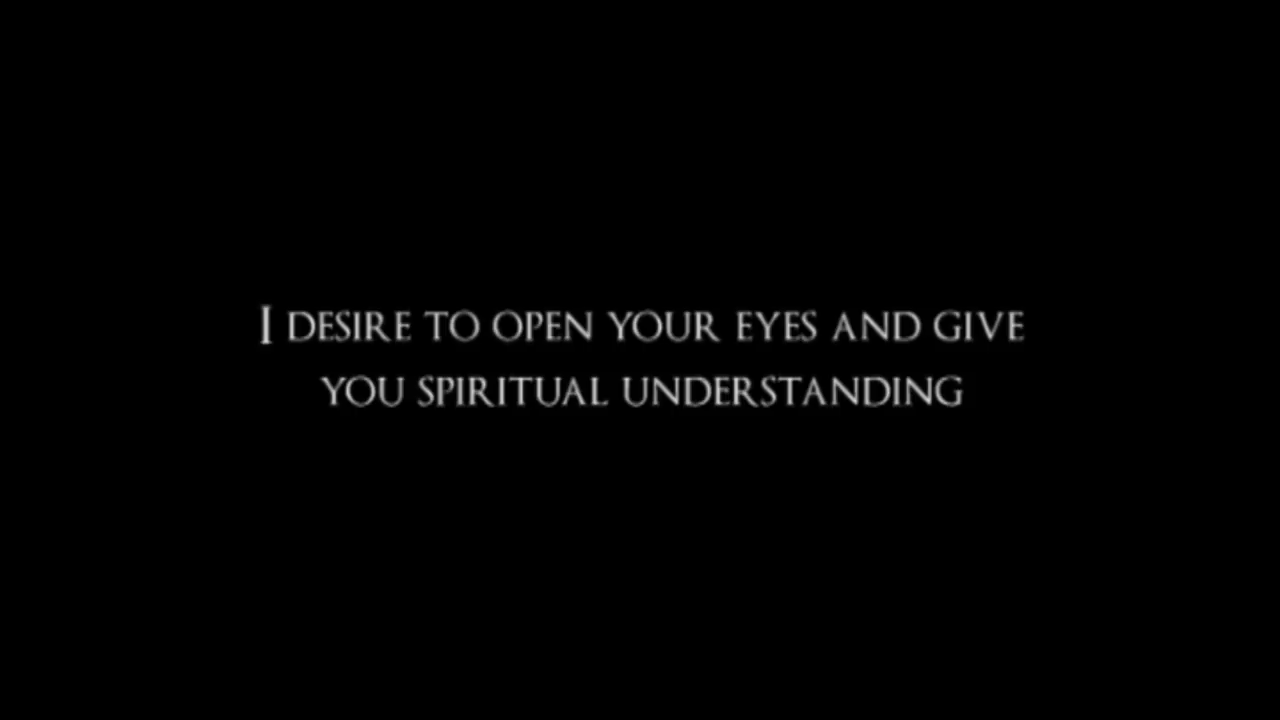 I DESIRE TO OPEN YOUR EYES AND GIVE
YOU SPIRITUAL UNDERSTANDING